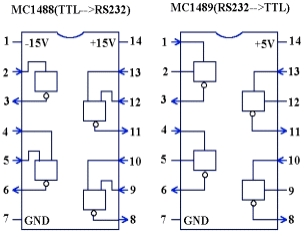 MC1488(TTL-->RS232) MC1489(RS232-->TTL)
1 -15V +15V 14 1 +5V 14
2 13 2 13
3 12 3 12
4 11 4 11
5 10 5 10
6 9 6 9
7 GND 8 7 GND 8